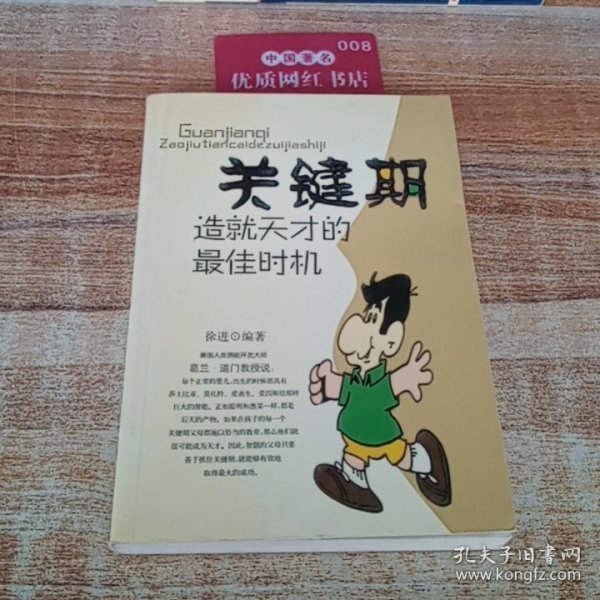 008
中国著名
优质网红书店
Guanjianqi
Zaojiutiancaidezuijiashiji
关键期
造就天才的
最佳时机
徐进⊙编著
美国人类潜能开发大师
葛兰·道门教授说:
每个正常的婴儿,出生的时候都具有
莎士比亚、莫扎特、爱迪生、爱因斯坦那样
巨大的潜能。正如聪明和愚笨一样,都是
后天的产物。如果在孩子的每一个
关键期父母都施以恰当的教育,那么他们就
很可能成为天才。因此,智慧的父母只要
善于抓住关键期,就能够有效地
取得最大的成功。
孔夫子旧书网
www.kongfz.com